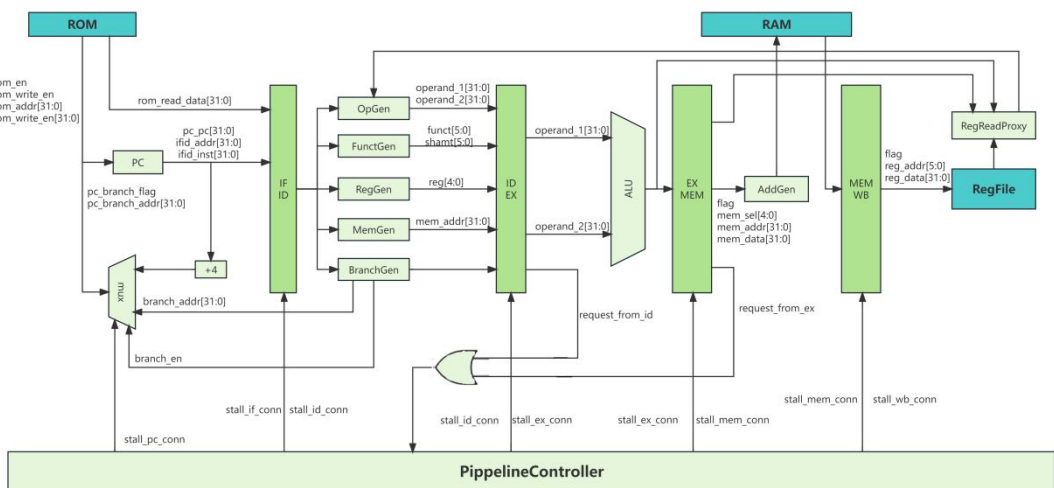 ROM
RAM
om_en
om_write_en
om_addr[31:0]
om_write_en[31:0]
rom_read_data[31:0]
pc_pc[31:0]
ifid_addr[31:0]
ifid_inst[31:0]
PC
pc_branch_flag
pc_branch_addr[31:0]
+4
mux
branch_addr[31:0]
branch_en
IF
ID
OpGen
FunctGen
RegGen
MemGen
BranchGen
operand_1[31:0]
operand_2[31:0]
funct[5:0]
shamt[5:0]
reg[4:0]
mem_addr[31:0]
ID
EX
operand_1[31:0]
operand_2[31:0]
ALU
EX
MEM
AddGen
flag
mem_sel[4:0]
mem_addr[31:0]
mem_data[31:0]
MEM
WB
flag
reg_addr[5:0]
reg_data[31:0]
RegReadProxy
RegFile
request_from_id
request_from_ex
stall_pc_conn
stall_if_conn
stall_id_conn
stall_id_conn
stall_ex_conn
stall_ex_conn
stall_mem_conn
stall_mem_conn
stall_wb_conn
PippelineController